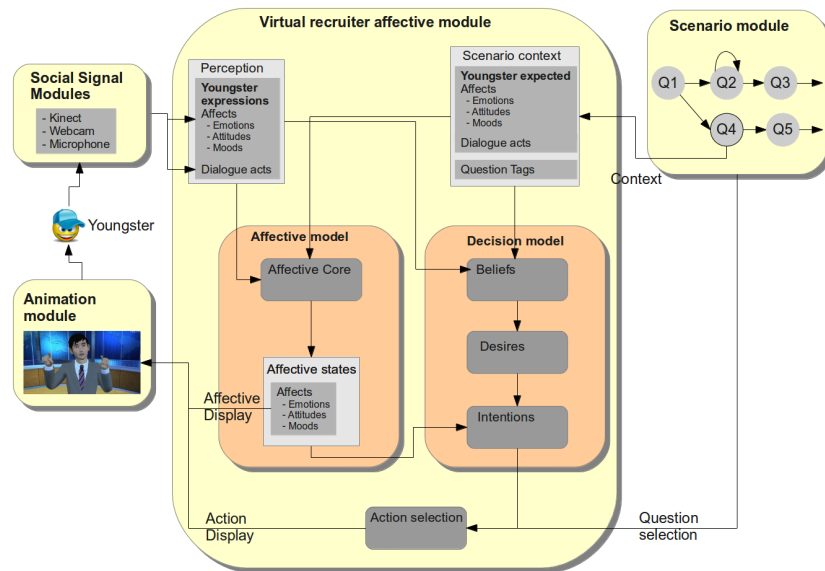 Virtual recruiter affective module
Scenario module
Q1
Q2
Q3
Q4
Q5
Social Signal
Modules
- Kinect
- Webcam
- Microphone
Perception
Youngster
expressions
Affects
- Emotions
- Attitudes
- Moods
Dialogue acts
Scenario context
Youngster expected
Affects
- Emotions
- Attitudes
- Moods
Dialogue acts
Question Tags
Context
Youngster
Affective model
Affective Core
Affective states
Affects
- Emotions
- Attitudes
- Moods
Decision model
Beliefs
Desires
Intentions
Animation
module
Affective
Display
Action
Display
Action selection
Question
selection